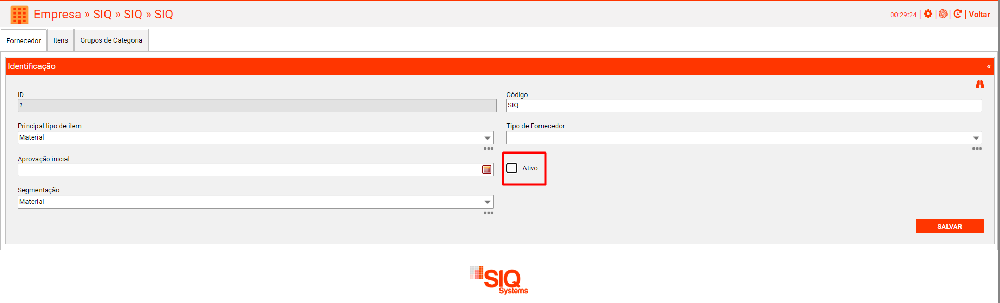 Empresa » SIQ » SIQ » SIQ
00:29:24 | | | | Voltar
Fornecedor Itens Grupos de Categoria
Identificação «
ID Código
1 SIQ
Principal tipo de item Tipo de Fornecedor
Material
Aprovação inicial
Ativo
Segmentação
Material
SALVAR
SIQ
Systems